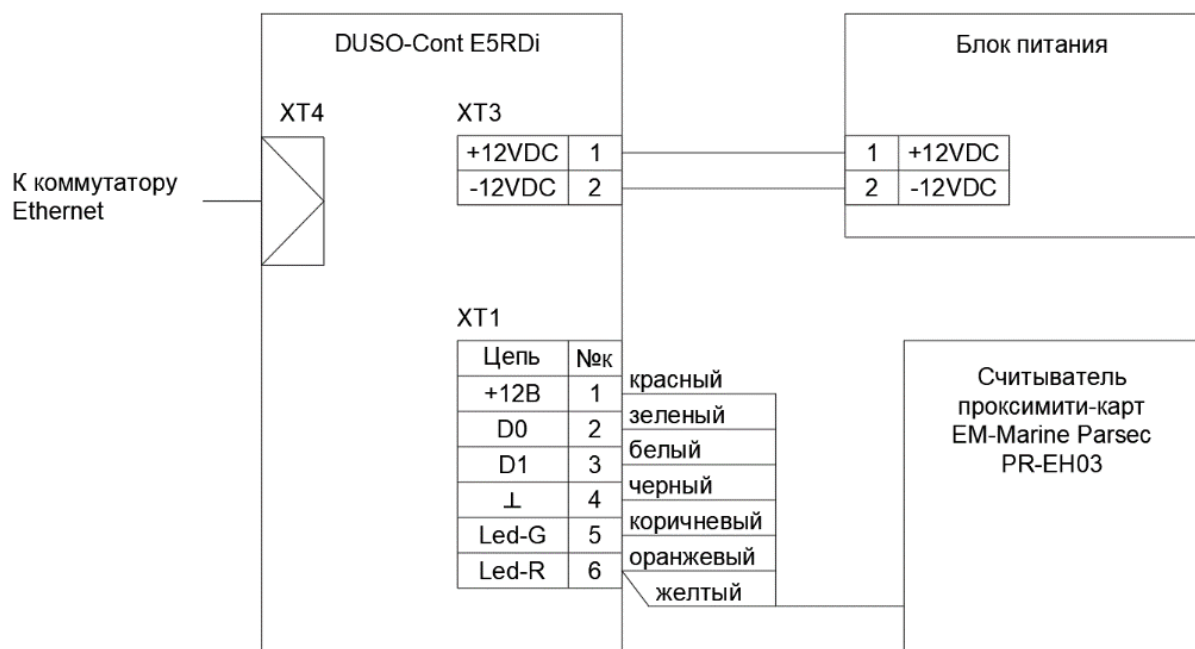 DUSO-Cont E5RDi
Блок питания
XT4
XT3
+12VDC 1
-12VDC 2
1 +12VDC
2 -12VDC
К коммутатору
Ethernet
XT1
Цепь №к
+12В 1 красный
D0 2 зеленый
D1 3 белый
⊥ 4 черный
Led-G 5 коричневый
Led-R 6 оранжевый
желтый
Считыватель
проксимити-карт
EM-Marine Parsec
PR-EH03